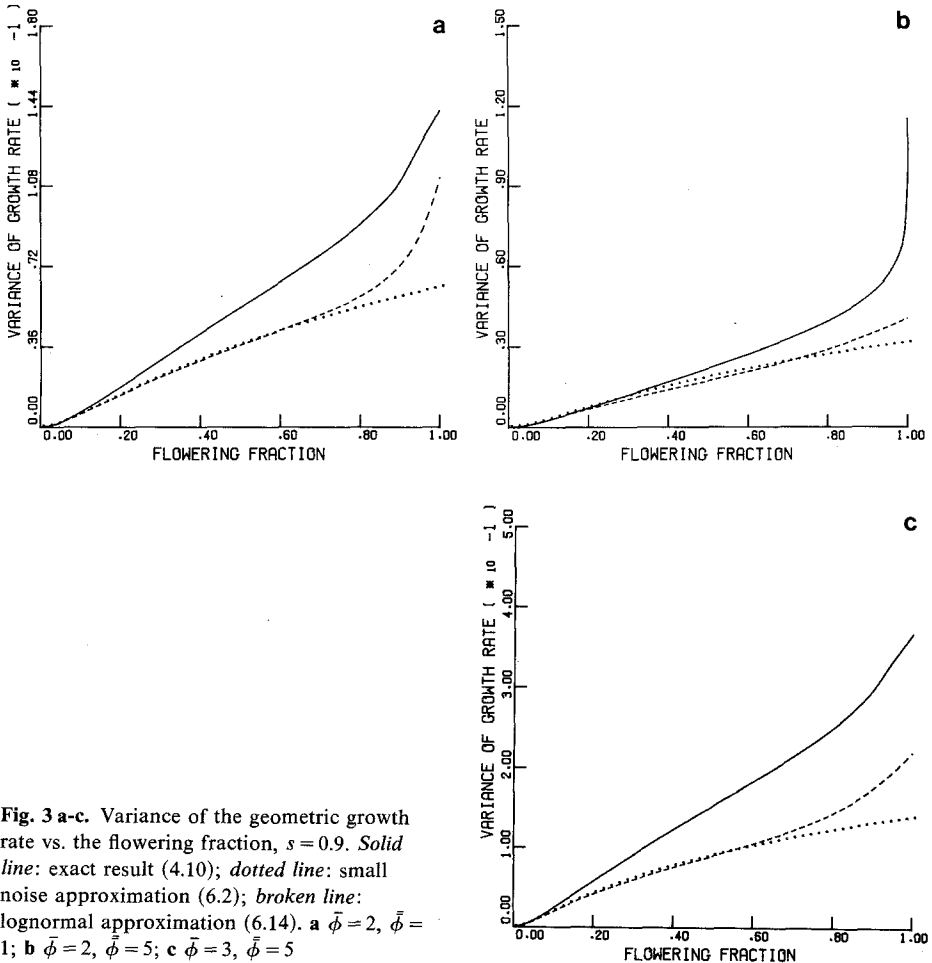 a
VARIANCE OF GROWTH RATE ( * 10 -1 )
1.80
1.44
1.08
.72
.36
0.00
0.00 .20 .40 .60 .80 1.00
FLOWERING FRACTION
b
VARIANCE OF GROWTH RATE
1.50
1.20
.90
.60
.30
0.00
0.00 .20 .40 .60 .80 1.00
FLOWERING FRACTION
c
VARIANCE OF GROWTH RATE ( * 10 -1 )
5.00
4.00
3.00
2.00
1.00
0.00
0.00 .20 .40 .60 .80 1.00
FLOWERING FRACTION
Fig. 3 a-c. Variance of the geometric growth
rate vs. the flowering fraction, s = 0.9. Solid
line: exact result (4.10); dotted line: small
noise approximation (6.2); broken line:
lognormal approximation (6.14). a ϕ̄ = 2, ϕ̿ =
1; b ϕ̄ = 2, ϕ̿ = 5; c ϕ̄ = 3, ϕ̿ = 5